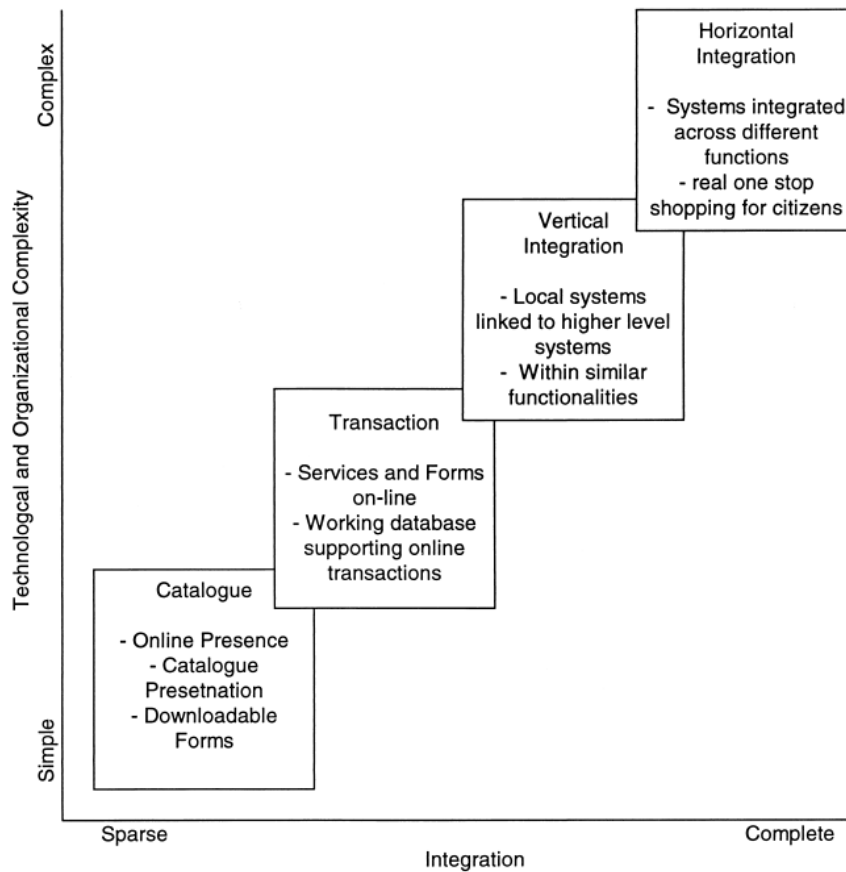 Technologcal and Organizational Complexity
Complex
Simple
Horizontal
Integration
- Systems integrated
across different
functions
- real one stop
shopping for citizens
Vertical
Integration
- Local systems
linked to higher level
systems
- Within similar
functionalities
Transaction
- Services and Forms
on-line
- Working database
supporting online
transactions
Catalogue
- Online Presence
- Catalogue
Presetnation
- Downloadable
Forms
Sparse
Complete
Integration